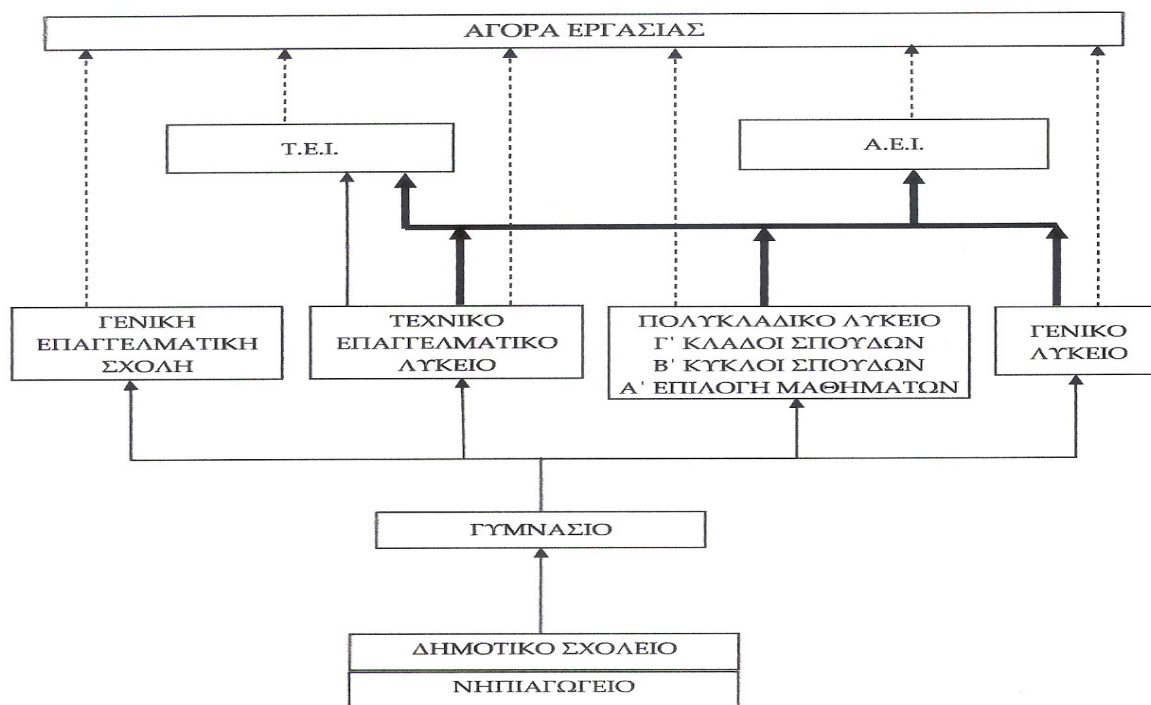 ΑΓΟΡΑ ΕΡΓΑΣΙΑΣ
Τ.Ε.Ι.
Α.Ε.Ι.
ΓΕΝΙΚΗ
ΕΠΑΓΓΕΛΜΑΤΙΚΗ
ΣΧΟΛΗ
ΤΕΧΝΙΚΟ
ΕΠΑΓΓΕΛΜΑΤΙΚΟ
ΛΥΚΕΙΟ
ΠΟΛΥΚΛΑΔΙΚΟ ΛΥΚΕΙΟ
Γ' ΚΛΑΔΟΙ ΣΠΟΥΔΩΝ
Β' ΚΥΚΛΟΙ ΣΠΟΥΔΩΝ
Α' ΕΠΙΛΟΓΗ ΜΑΘΗΜΑΤΩΝ
ΓΕΝΙΚΟ
ΛΥΚΕΙΟ
ΓΥΜΝΑΣΙΟ
ΔΗΜΟΤΙΚΟ ΣΧΟΛΕΙΟ
ΝΗΠΙΑΓΩΓΕΙΟ